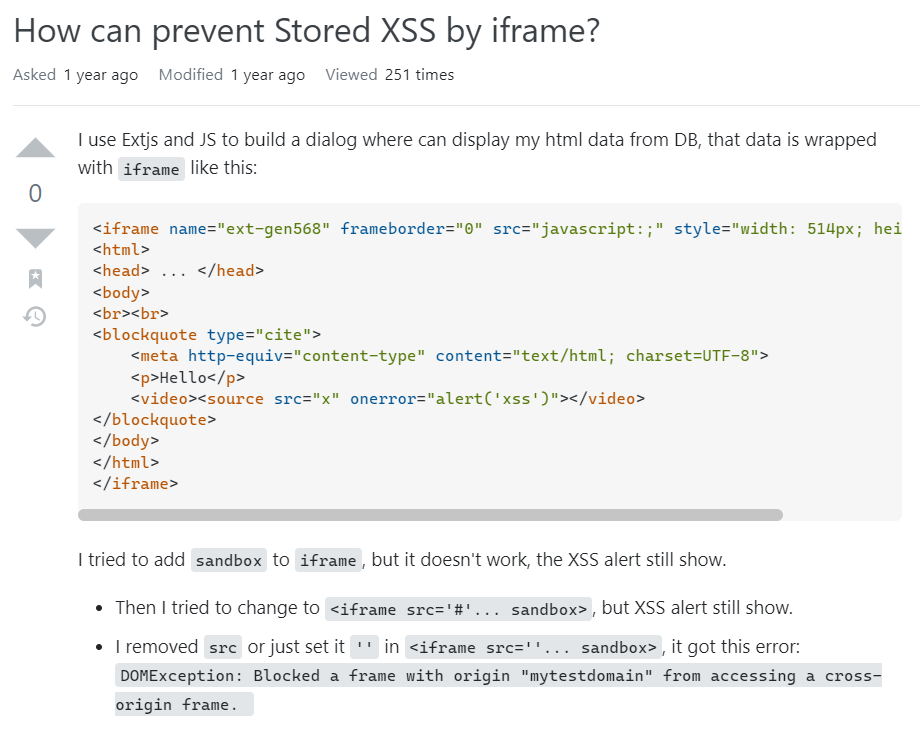 How can prevent Stored XSS by iframe?
Asked 1 year ago Modified 1 year ago Viewed 251 times
I use Extjs and JS to build a dialog where can display my html data from DB, that data is wrapped
with iframe like this:
0
<iframe name="ext-gen568" frameborder="0" src="javascript:;" style="width: 514px; hei
<html>
<head> ... </head>
<body>
<br><br>
<blockquote type="cite">
    <meta http-equiv="content-type" content="text/html; charset=UTF-8">
    <p>Hello</p>
    <video><source src="x" onerror="alert('xss')"></video>
</blockquote>
</body>
</html>
</iframe>
I tried to add sandbox to iframe, but it doesn't work, the XSS alert still show.
• Then I tried to change to <iframe src='#'... sandbox>, but XSS alert still show.
• I removed src or just set it '' in <iframe src=''... sandbox>, it got this error:
DOMException: Blocked a frame with origin "mytestdomain" from accessing a cross-
origin frame.